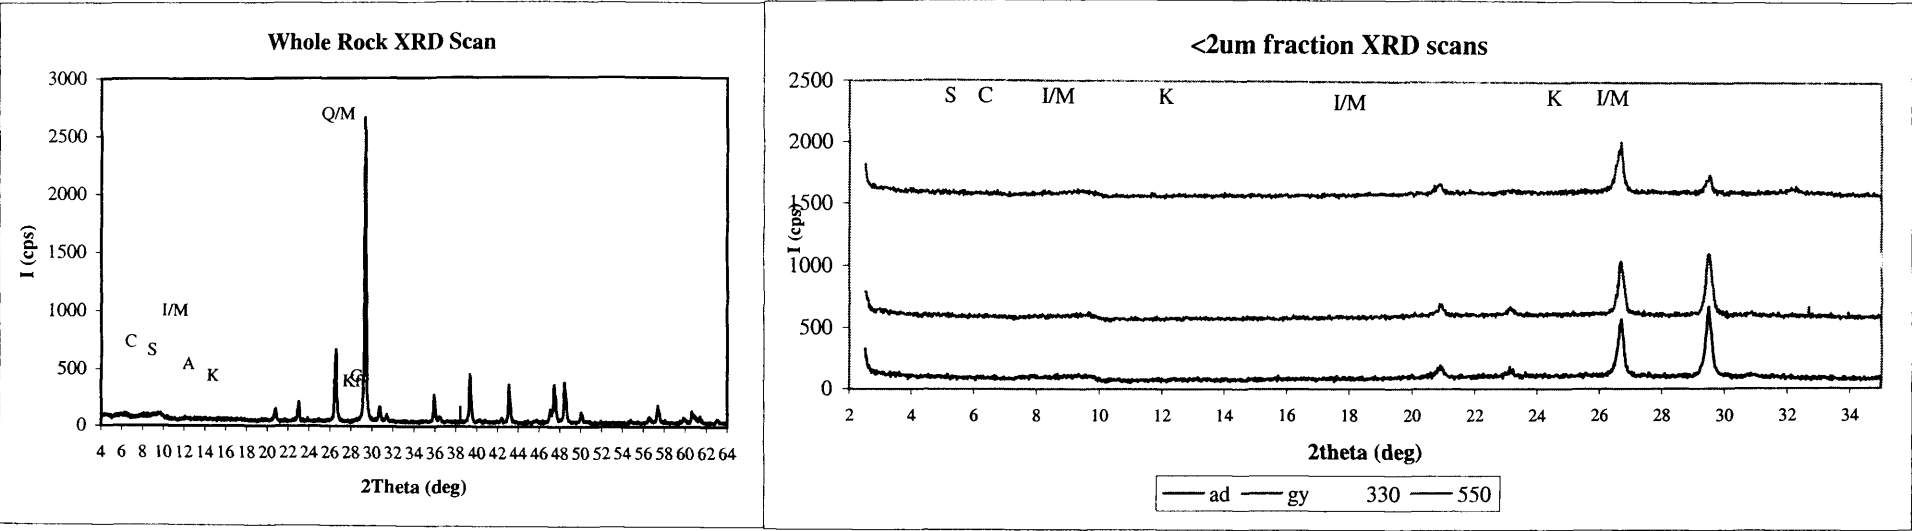 Whole Rock XRD Scan
3000
2500
2000
1500
1000
500
0
I (cps)
Q/M
I/M
C
S
A
K
4 6 8 10 12 14 16 18 20 22 24 26 28 30 32 34 36 38 40 42 44 46 48 50 52 54 56 58 60 62 64
2Theta (deg)
<2um fraction XRD scans
2500
2000
1500
1000
500
0
I (cps)
S C I/M K I/M K I/M
2 4 6 8 10 12 14 16 18 20 22 24 26 28 30 32 34
2theta (deg)
ad gy 330 550